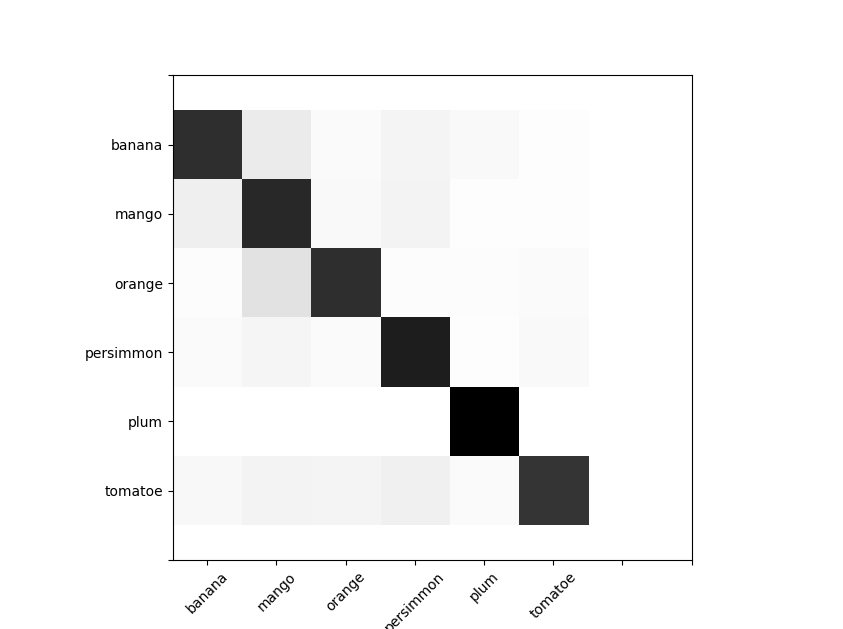 banana
mango
orange
persimmon
plum
tomatoe
banana
mango
orange
persimmon
plum
tomatoe